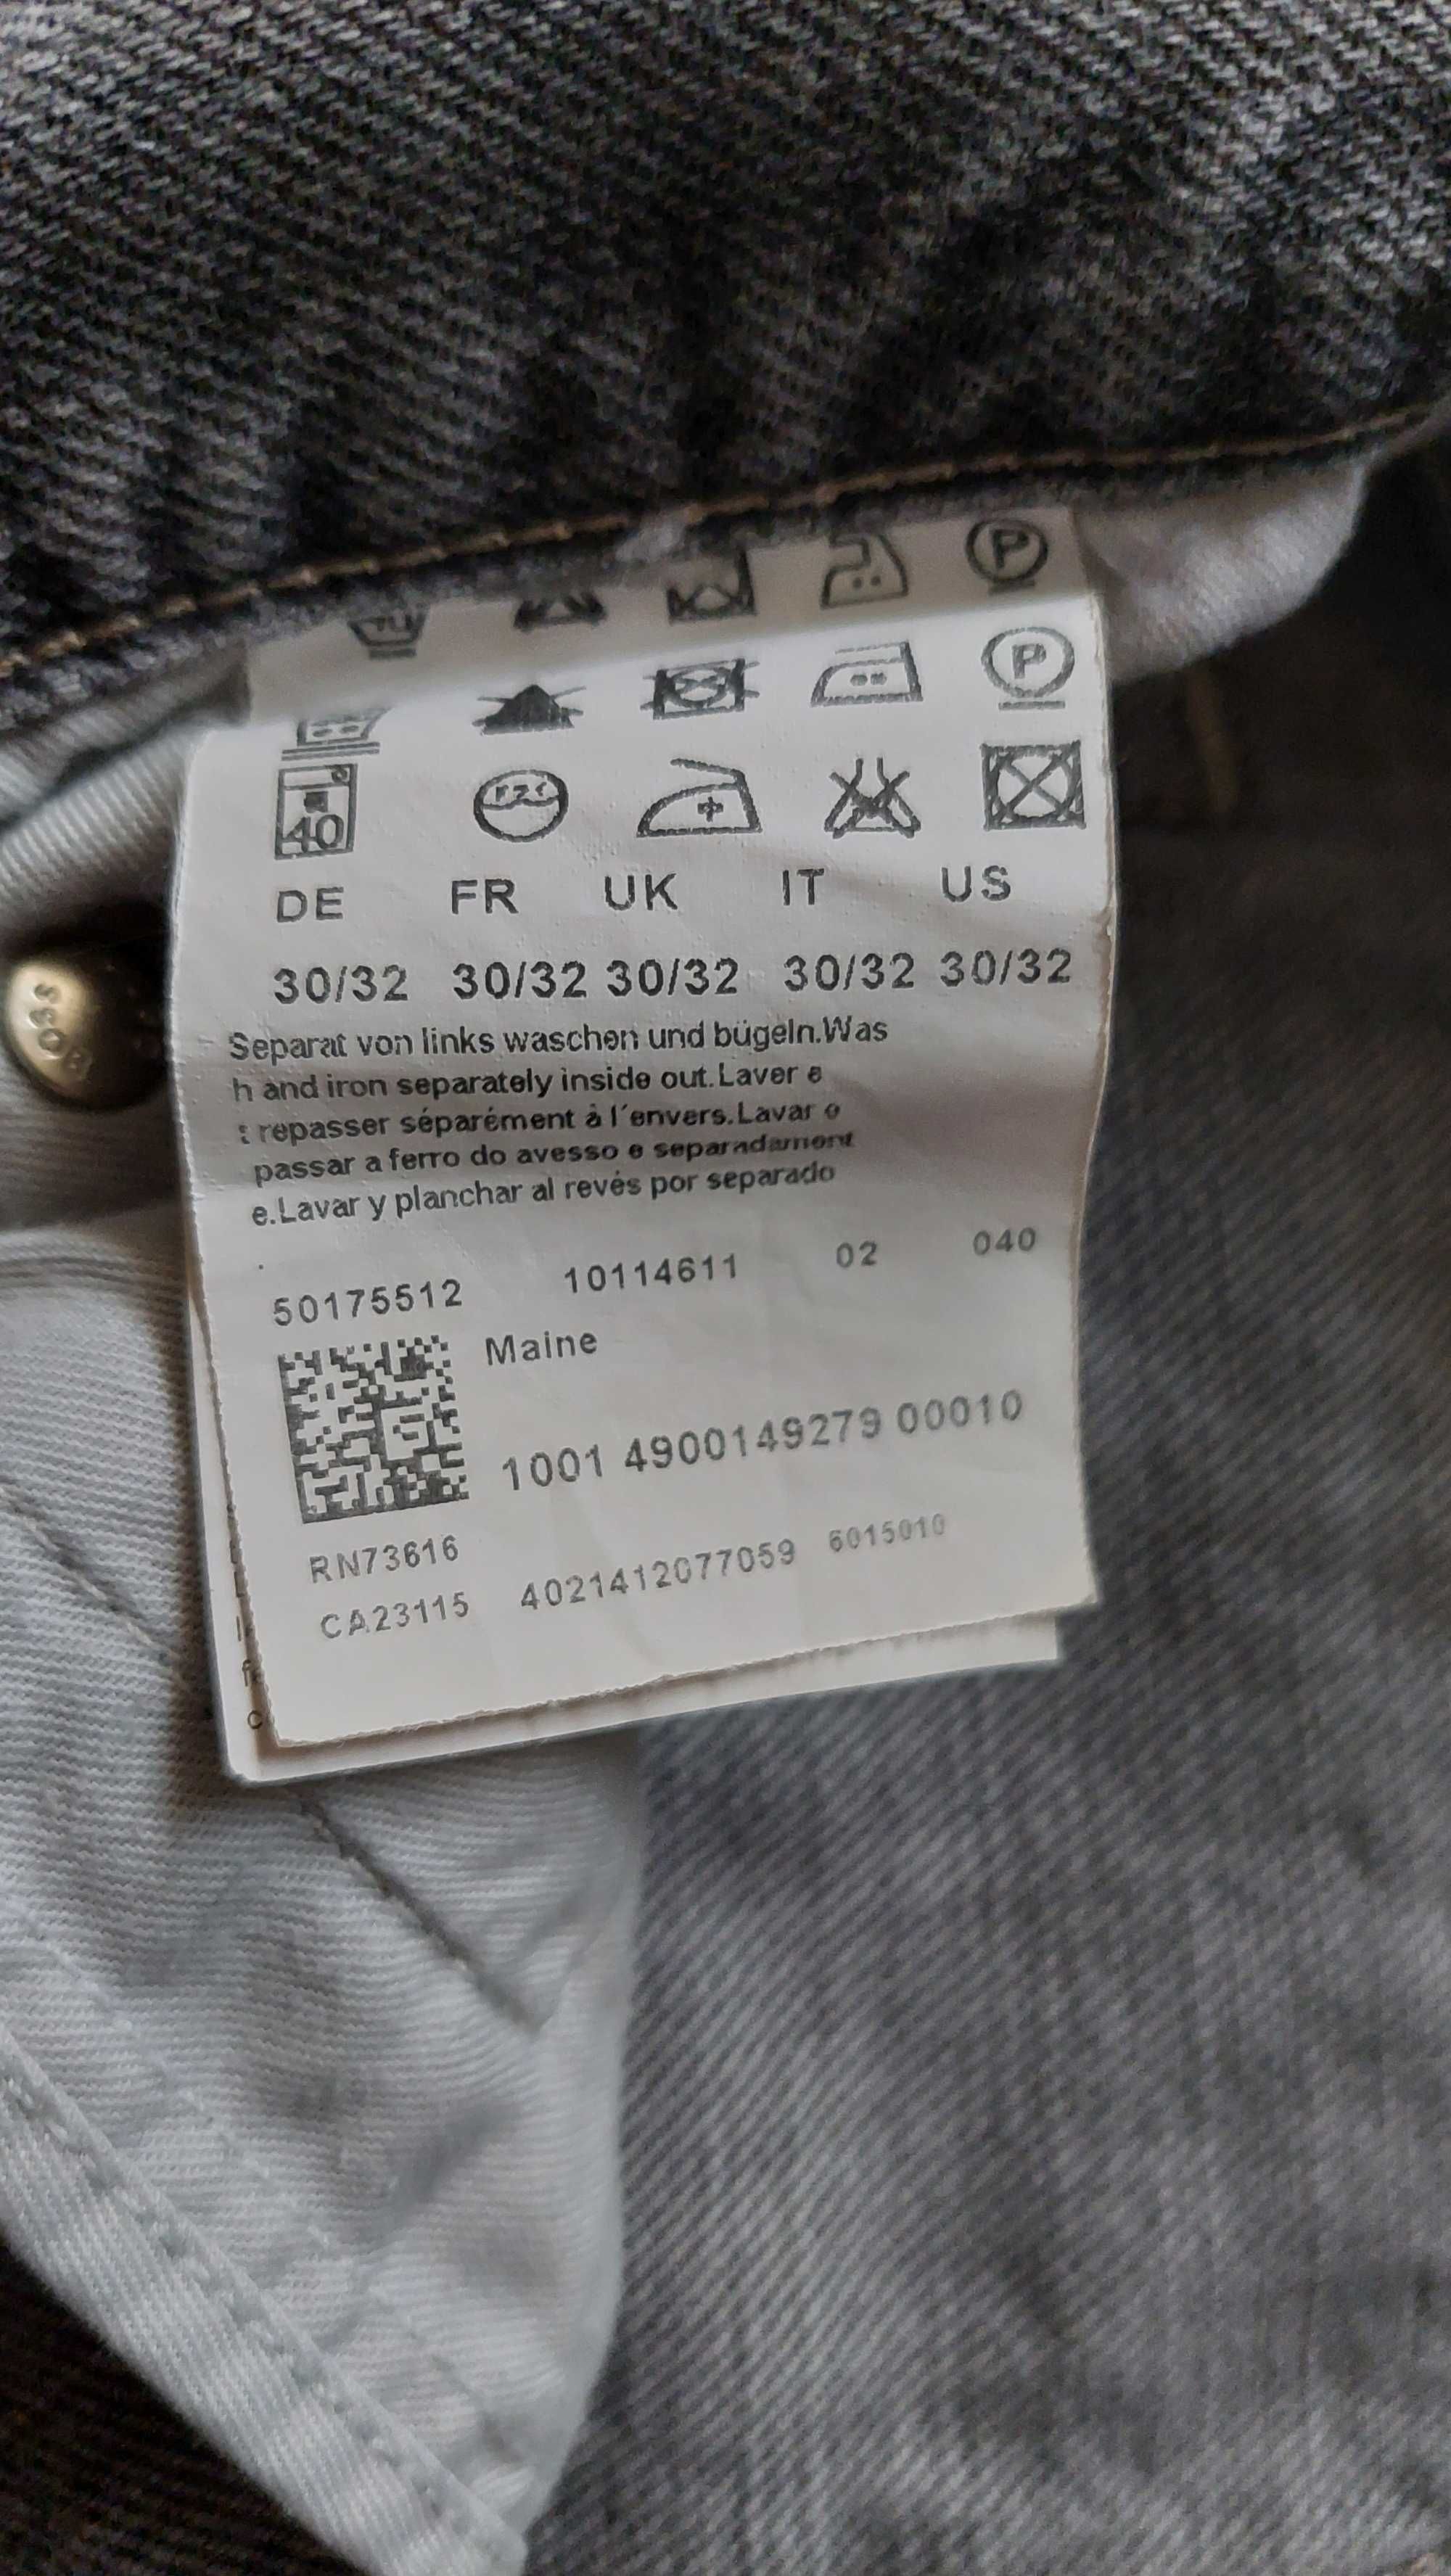 P
P
40
DE FR UK IT US
30/32 30/32 30/32 30/32 30/32
Separat von links waschen und bügeln.Was
h and iron separately inside out.Laver e
t repasser séparément à l´envers.Lavar e
passar a ferro do avesso e separadament
e.Lavar y planchar al revés por separado
.
50175512 10114611 02 040
Maine
1001 4900149279 00010
RN73616
CA23115 4021412077059 6015010
BOSS